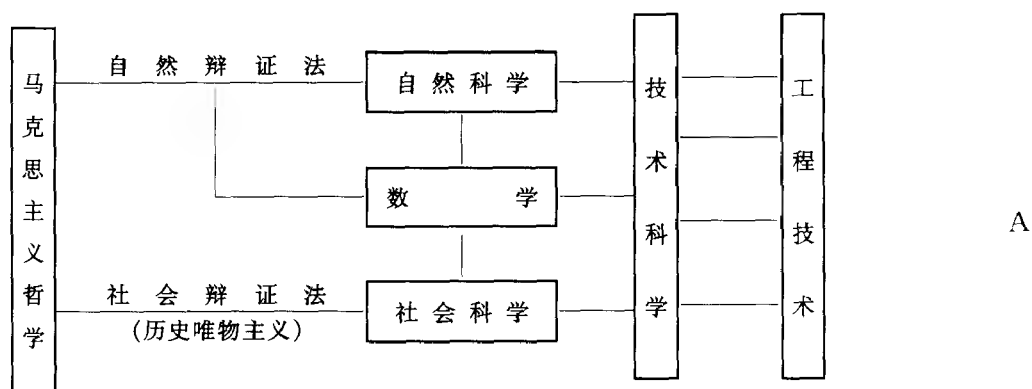 马克思主义哲学
自然辩证法
自然科学
数学
社会辩证法
(历史唯物主义)
社会科学
技术科学
工程技术
A